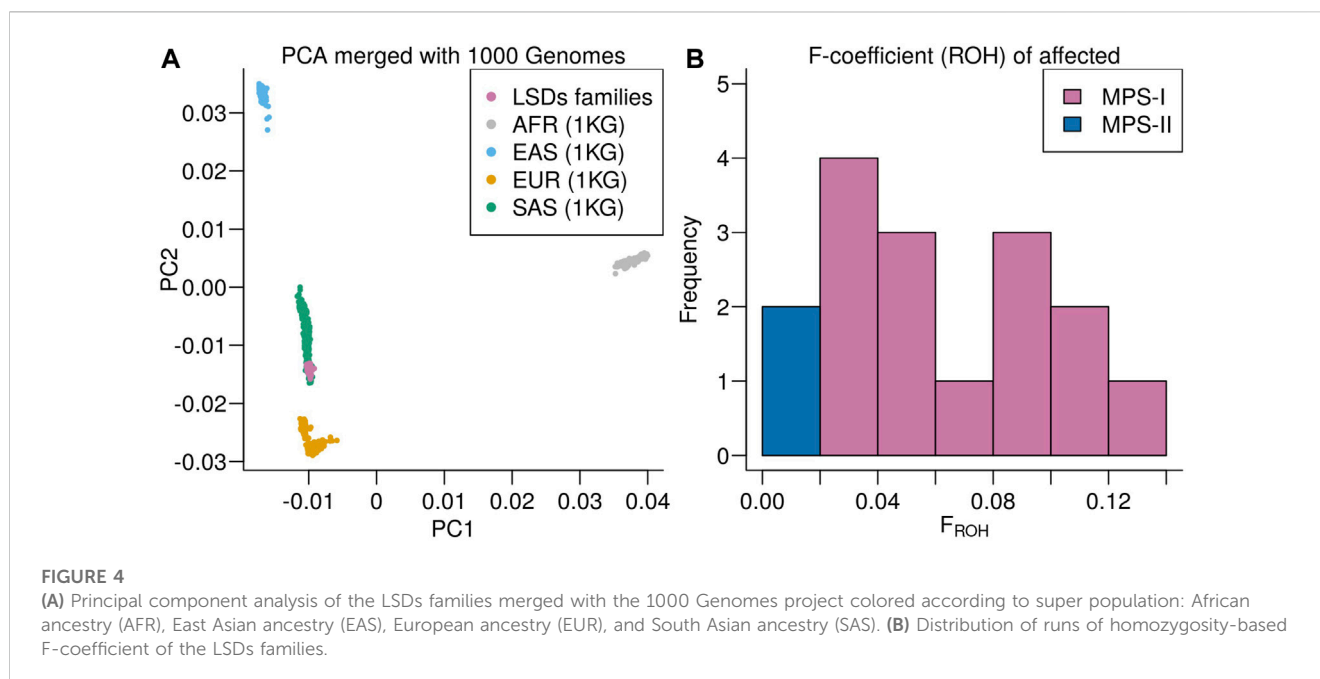 A
PCA merged with 1000 Genomes
LSDs families
AFR (1KG)
EAS (1KG)
EUR (1KG)
SAS (1KG)
0.03
0.02
0.01
0.00
-0.01
-0.02
-0.03
PC2
-0.01
0
0.01
0.02
0.03
0.04
PC1
B
F-coefficient (ROH) of affected
MPS-I
MPS-II
5
4
3
2
1
0
Frequency
0.00
0.04
0.08
0.12
FROH
FIGURE 4
(A) Principal component analysis of the LSDs families merged with the 1000 Genomes project colored according to super population: African
ancestry (AFR), East Asian ancestry (EAS), European ancestry (EUR), and South Asian ancestry (SAS). (B) Distribution of runs of homozygosity-based
F-coefficient of the LSDs families.